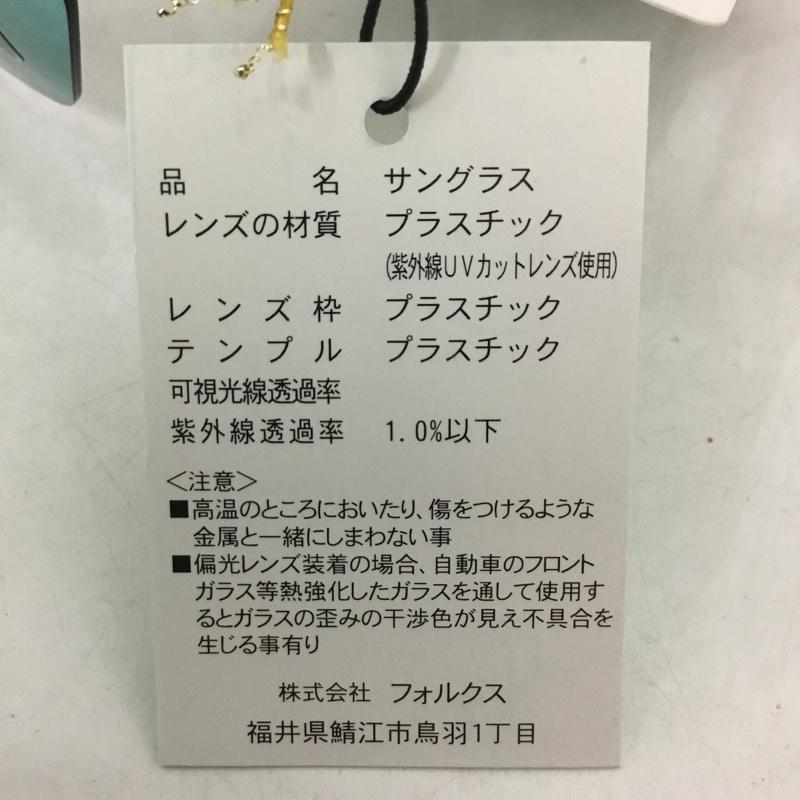 品名 サングラス
レンズの材質 プラスチック
(紫外線UVカットレンズ使用)
レンズ枠 プラスチック
テンプル プラスチック
可視光線透過率
紫外線透過率 1.0%以下
＜注意＞
■高温のところにおいたり、傷をつけるような
金属と一緒にしまわない事
■偏光レンズ装着の場合、自動車のフロント
ガラス等熱強化したガラスを通して使用す
るとガラスの歪みの干渉色が見え不具合を
生じる事有り
株式会社 フォルクス
福井県鯖江市鳥羽1丁目